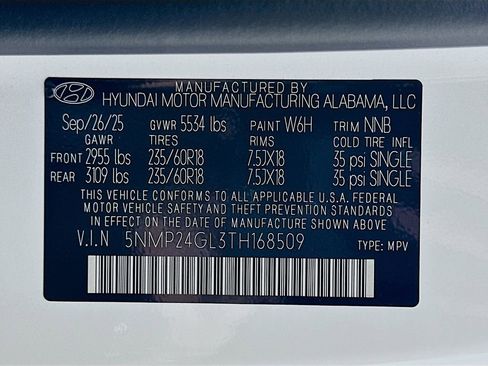 MANUFACTURED BY
HYUNDAI MOTOR MANUFACTURING ALABAMA, LLC
Sep/26/25 GVWR 5534 lbs PAINT W6H TRIM NNB
GAWR TIRES RIMS COLD TIRE INFL
FRONT 2955 lbs 235/60R18 7.5JX18 35 psi SINGLE
REAR 3109 lbs 235/60R18 7.5JX18 35 psi SINGLE
THIS VEHICLE CONFORMS TO ALL APPLICABLE U.S.A. FEDERAL
MOTOR VEHICLE SAFETY AND THEFT PREVENTION STANDARDS
IN EFFECT ON THE DATE OF MANUFACTURE SHOWN ABOVE.
V.I.N 5NMP24GL3TH168509 TYPE: MPV